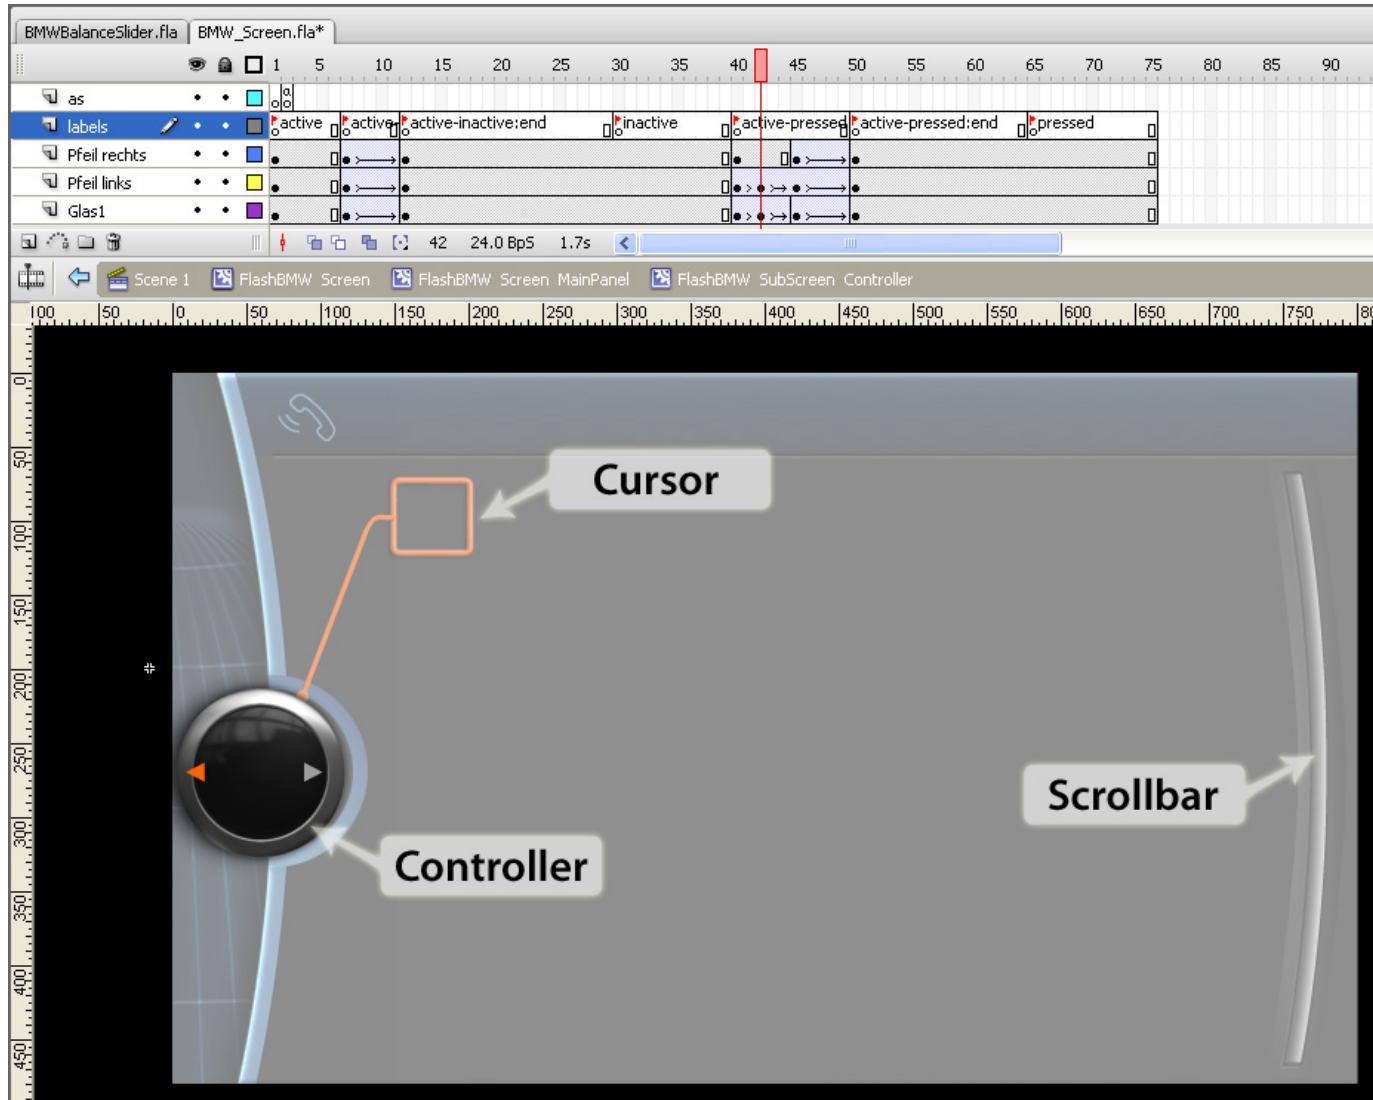 BMWBalanceSlider.fla BMW_Screen.fla*
1 5 10 15 20 25 30 35 40 45 50 55 60 65 70 75 80 85 90
as a
labels active active- active-inactive:end inactive active-pressed active-pressed:end pressed
Pfeil rechts
Pfeil links
Glas1
42 24.0 BpS 1.7s
Scene 1 FlashBMW Screen FlashBMW Screen MainPanel FlashBMW SubScreen Controller
100 50 0 50 100 150 200 250 300 350 400 450 500 550 600 650 700 750 80
0
50
100
150
200
250
300
350
400
450
Cursor
Scrollbar
Controller